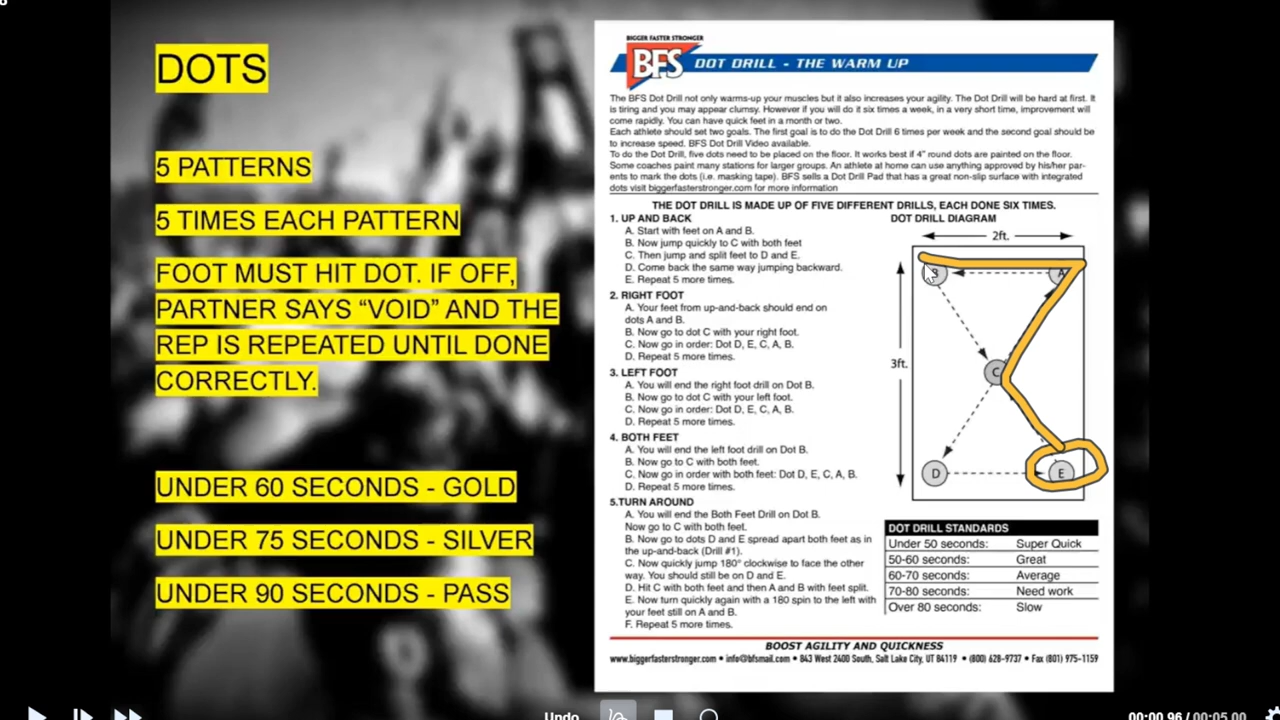 DOTS
5 PATTERNS
5 TIMES EACH PATTERN
FOOT MUST HIT DOT. IF OFF,
PARTNER SAYS “VOID” AND THE
REP IS REPEATED UNTIL DONE
CORRECTLY.
UNDER 60 SECONDS - GOLD
UNDER 75 SECONDS - SILVER
UNDER 90 SECONDS - PASS
BIGGER FASTER STRONGER
BFS
DOT DRILL - THE WARM UP
The BFS Dot Drill not only warms-up your muscles but it also increases your agility. The Dot Drill will be hard at first. It
is tiring and you may appear clumsy. However if you will do it six times a week, in a very short time, improvement will
come rapidly. You can have quick feet in a month or two.
Each athlete should set two goals. The first goal is to do the Dot Drill 6 times per week and the second goal should be
to increase speed. BFS Dot Drill Video available.
To do the Dot Drill, five dots need to be placed on the floor. It works best if 4" round dots are painted on the floor.
Some coaches paint many stations for larger groups. An athlete at home can use anything approved by his/her par-
ents to mark the dots (i.e. masking tape). BFS sells a Dot Drill Pad that has a great non-slip surface with integrated
dots visit biggerfasterstronger.com for more information
THE DOT DRILL IS MADE UP OF FIVE DIFFERENT DRILLS, EACH DONE SIX TIMES.
1. UP AND BACK
A. Start with feet on A and B.
B. Now jump quickly to C with both feet
C. Then jump and split feet to D and E.
D. Come back the same way jumping backward.
E. Repeat 5 more times.
2. RIGHT FOOT
A. Your feet from up-and-back should end on
dots A and B.
B. Now go to dot C with your right foot.
C. Now go in order: Dot D, E, C, A, B.
D. Repeat 5 more times.
3. LEFT FOOT
A. You will end the right foot drill on Dot B.
B. Now go to dot C with your left foot.
C. Now go in order: Dot D, E, C, A, B.
D. Repeat 5 more times.
4. BOTH FEET
A. You will end the left foot drill on Dot B.
B. Now go to C with both feet.
C. Now go in order with both feet: Dot D, E, C, A, B.
D. Repeat 5 more times.
5.TURN AROUND
A. You will end the Both Feet Drill on Dot B.
Now go to C with both feet.
B. Now go to dots D and E spread apart both feet as in
the up-and-back (Drill #1).
C. Now quickly jump 180° clockwise to face the other
way. You should still be on D and E.
D. Hit C with both feet and then A and B with feet split.
E. Now turn quickly again with a 180 spin to the left with
your feet still on A and B.
F. Repeat 5 more times.
DOT DRILL DIAGRAM
2ft.
B A
3ft.
C
D E
DOT DRILL STANDARDS
Under 50 seconds: Super Quick
50-60 seconds: Great
60-70 seconds: Average
70-80 seconds: Need work
Over 80 seconds: Slow
BOOST AGILITY AND QUICKNESS
www.biggerfasterstronger.com • info@bfsmail.com • 843 West 2400 South, Salt Lake City, UT 84119 • (800) 628-9737 • Fax (801) 975-1159
Undo
00:00.96 / 00:05.00